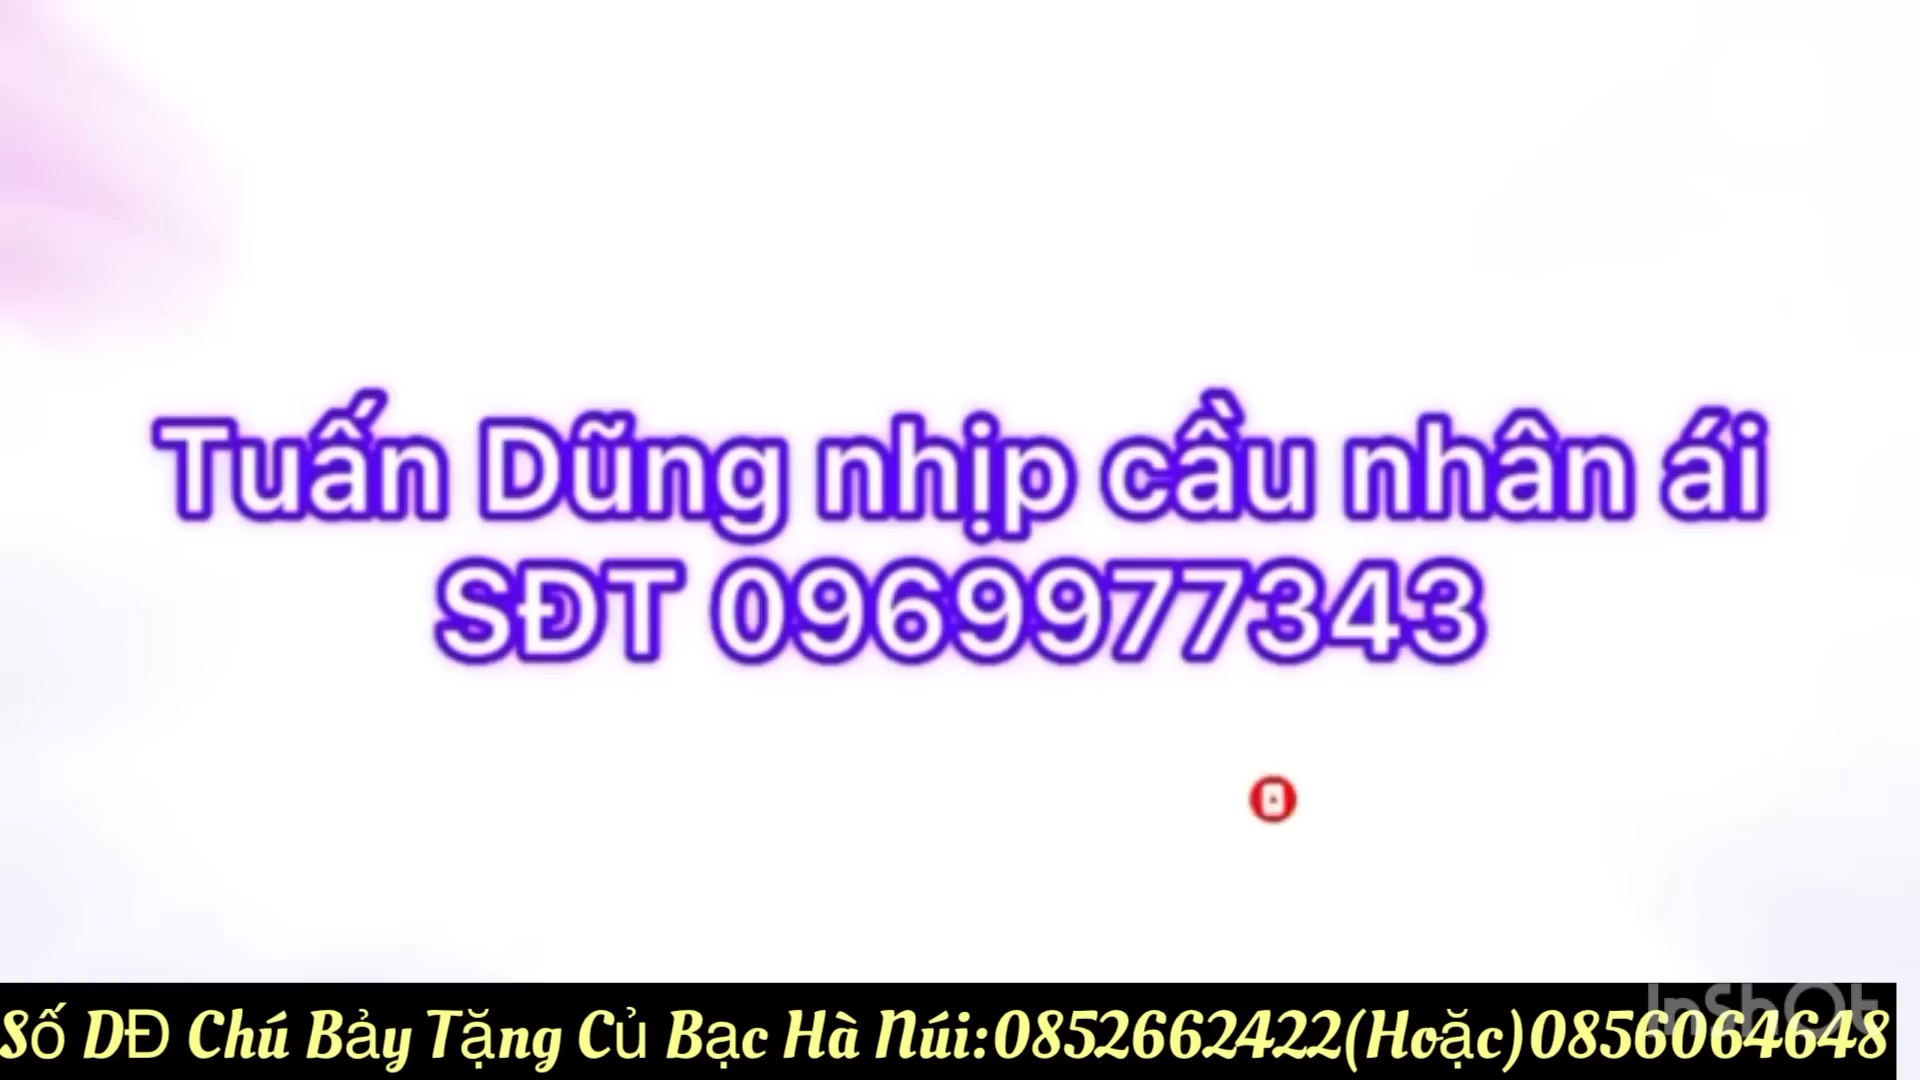 Tuấn Dũng nhịp cầu nhân ái
SĐT 0969977343
InShOt
Số DĐ Chú Bảy Tặng Củ Bạc Hà Núi:0852662422(Hoặc)0856064648